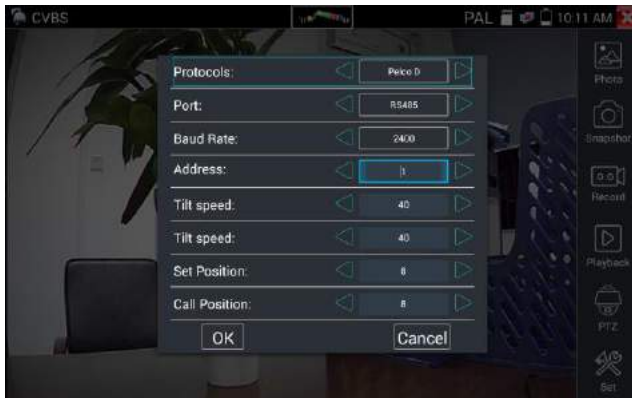 CVBS PAL 10:11 AM
Protocols: Pelco D
Port: RS485
Baud Rate: 2400
Address: 1
Tilt speed: 40
Tilt speed: 40
Set Position: 8
Call Position: 8
OK Cancel
Photo
Snapshot
Record
Playback
PTZ
Set